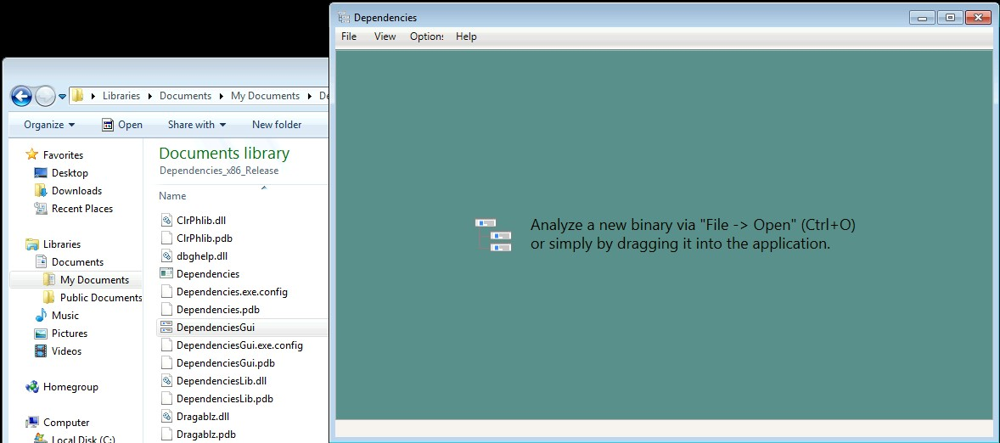 Dependencies
File View Options Help
Libraries Documents My Documents
Organize Open Share with New folder
Favorites
Desktop
Downloads
Recent Places
Libraries
Documents
My Documents
Public Documents
Music
Pictures
Videos
Homegroup
Computer
Local Disk (C:)
Documents library
Dependencies_x86_Release
Name
ClrPhlib.dll
ClrPhlib.pdb
dbghelp.dll
Dependencies
Dependencies.exe.config
Dependencies.pdb
DependenciesGui
DependenciesGui.exe.config
DependenciesGui.pdb
DependenciesLib.dll
DependenciesLib.pdb
Dragablz.dll
Dragablz.pdb
Analyze a new binary via "File -> Open" (Ctrl+O)
or simply by dragging it into the application.